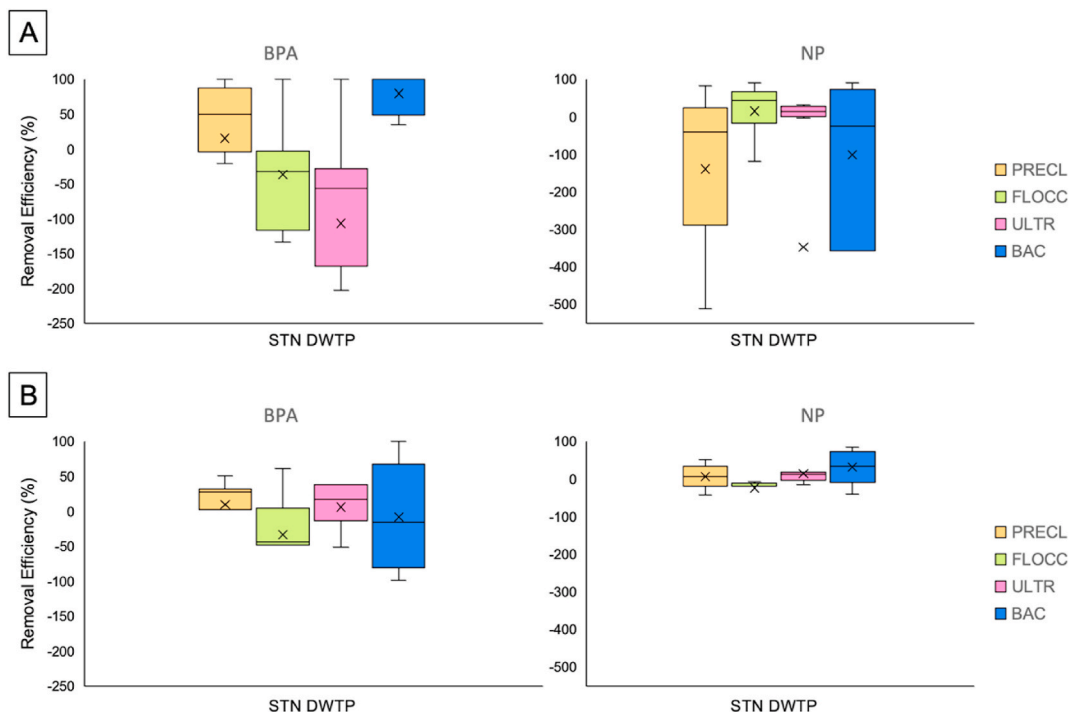 A
BPA
NP
Removal Efficiency (%)
100
50
0
-50
-100
-150
-200
-250
STN DWTP
100
0
-100
-200
-300
-400
-500
STN DWTP
PRECL
FLOCC
ULTR
BAC
B
BPA
NP
Removal Efficiency (%)
100
50
0
-50
-100
-150
-200
-250
STN DWTP
100
0
-100
-200
-300
-400
-500
STN DWTP
PRECL
FLOCC
ULTR
BAC